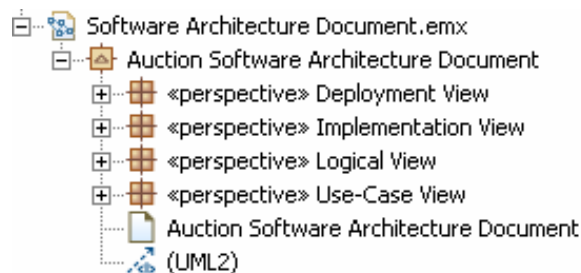 Software Architecture Document.emx
Auction Software Architecture Document
«perspective» Deployment View
«perspective» Implementation View
«perspective» Logical View
«perspective» Use-Case View
Auction Software Architecture Document
(UML2)